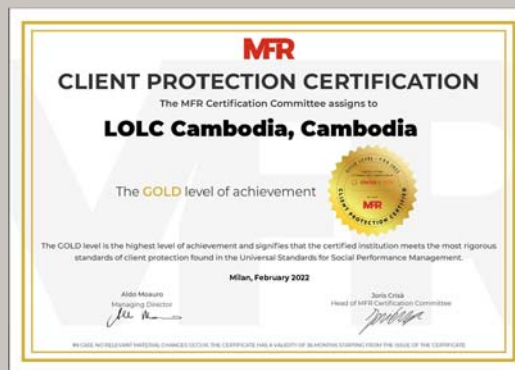 MFR
CLIENT PROTECTION CERTIFICATION
The MFR Certification Committee assigns to
LOLC Cambodia, Cambodia
The GOLD level of achievement
MFR
CLIENT PROTECTION CERTIFIED
The GOLD level is the highest level of achievement and signifies that the certified institution meets the most rigorous
standards of client protection found in the Universal Standards for Social Performance Management.
Milan, February 2022
Aldo Moauro
Managing Director
Joris Crisà
Head of MFR Certification Committee
IN CASE NO RELEVANT MATERIAL CHANGES OCCUR, THE CERTIFICATE HAS A VALIDITY OF 36 MONTHS STARTING FROM THE ISSUE OF THE CERTIFICATE